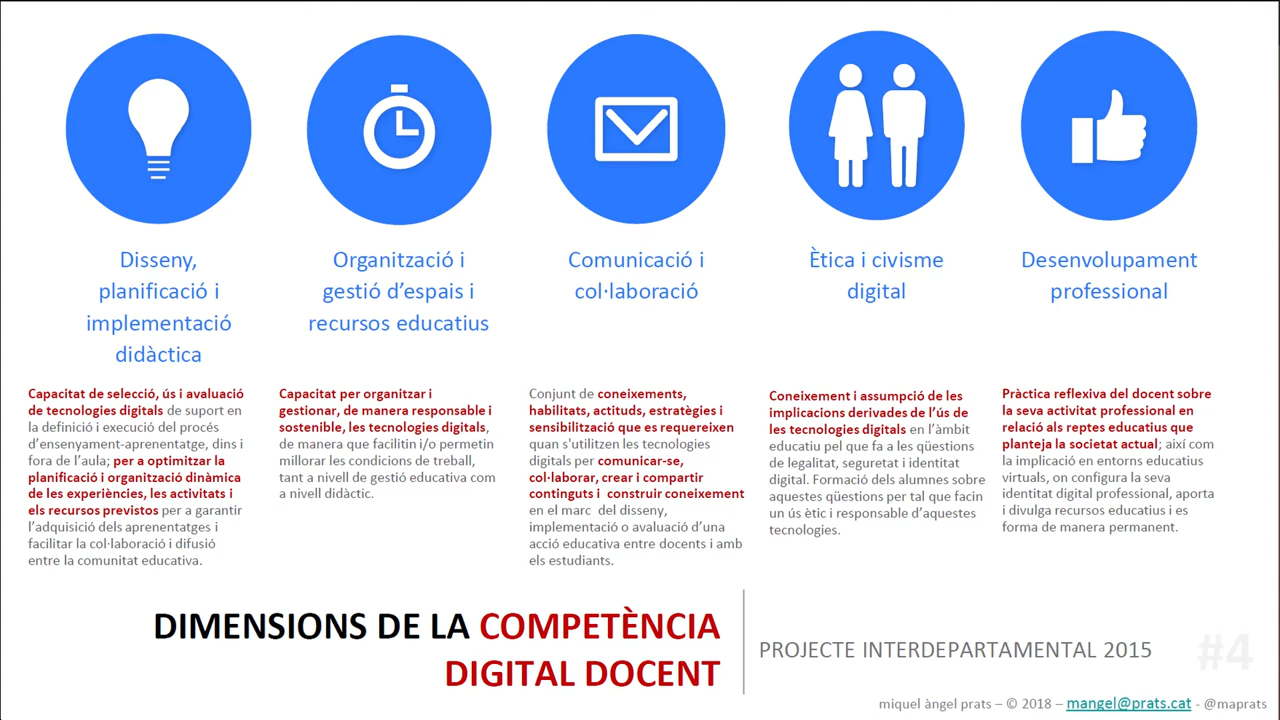 Disseny,
planificació i
implementació
didàctica
Capacitat de selecció, ús i avaluació
de tecnologies digitals de suport en
la definició i execució del procés
d'ensenyament-aprenentatge, dins i
fora de l'aula; per a optimitzar la
planificació i organització dinàmica
de les experiències, les activitats i
els recursos previstos per a garantir
l'adquisició dels aprenentatges i
facilitar la col·laboració i difusió
entre la comunitat educativa.
Organització i
gestió d'espais i
recursos educatius
Capacitat per organitzar i
gestionar, de manera responsable i
sostenible, les tecnologies digitals,
de manera que facilitin i/o permetin
millorar les condicions de treball,
tant a nivell de gestió educativa com
a nivell didàctic.
Comunicació i
col·laboració
Conjunt de coneixements,
habilitats, actituds, estratègies i
sensibilització que es requereixen
quan s'utilitzen les tecnologies
digitals per comunicar-se,
col·laborar, crear i compartir
continguts i construir coneixement
en el marc del disseny,
implementació o avaluació d'una
acció educativa entre docents i amb
els estudiants.
Ètica i civisme
digital
Coneixement i assumpció de les
implicacions derivades de l'ús de
les tecnologies digitals en l'àmbit
educatiu pel que fa a les qüestions
de legalitat, seguretat i identitat
digital. Formació dels alumnes sobre
aquestes qüestions per tal que facin
un ús ètic i responsable d'aquestes
tecnologies.
Desenvolupament
professional
Pràctica reflexiva del docent sobre
la seva activitat professional en
relació als reptes educatius que
planteja la societat actual; així com
la implicació en entorns educatius
virtuals, on configura la seva
identitat digital professional, aporta
i divulga recursos educatius i es
forma de manera permanent.
DIMENSIONS DE LA COMPETÈNCIA
DIGITAL DOCENT
PROJECTE INTERDEPARTAMENTAL 2015
#4
miquel àngel prats – © 2018 – mangel@prats.cat - @maprats